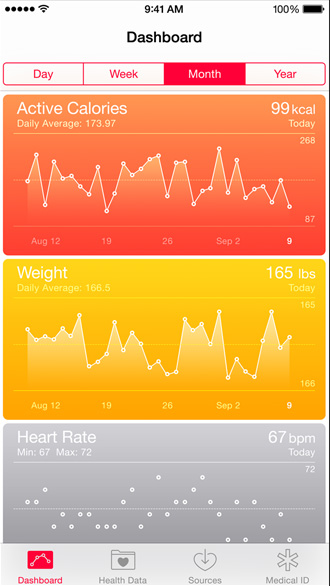 9:41 AM 100%
Dashboard
Day Week Month Year
Active Calories 99 kcal
Daily Average: 173.97 Today
268
87
Aug 12 19 26 Sep 2 9
Weight 165 lbs
Daily Average: 166.5 Today
165
166
Aug 12 19 26 Sep 2 9
Heart Rate 67 bpm
Min: 67 Max: 72 Today
72
Dashboard Health Data Sources Medical ID